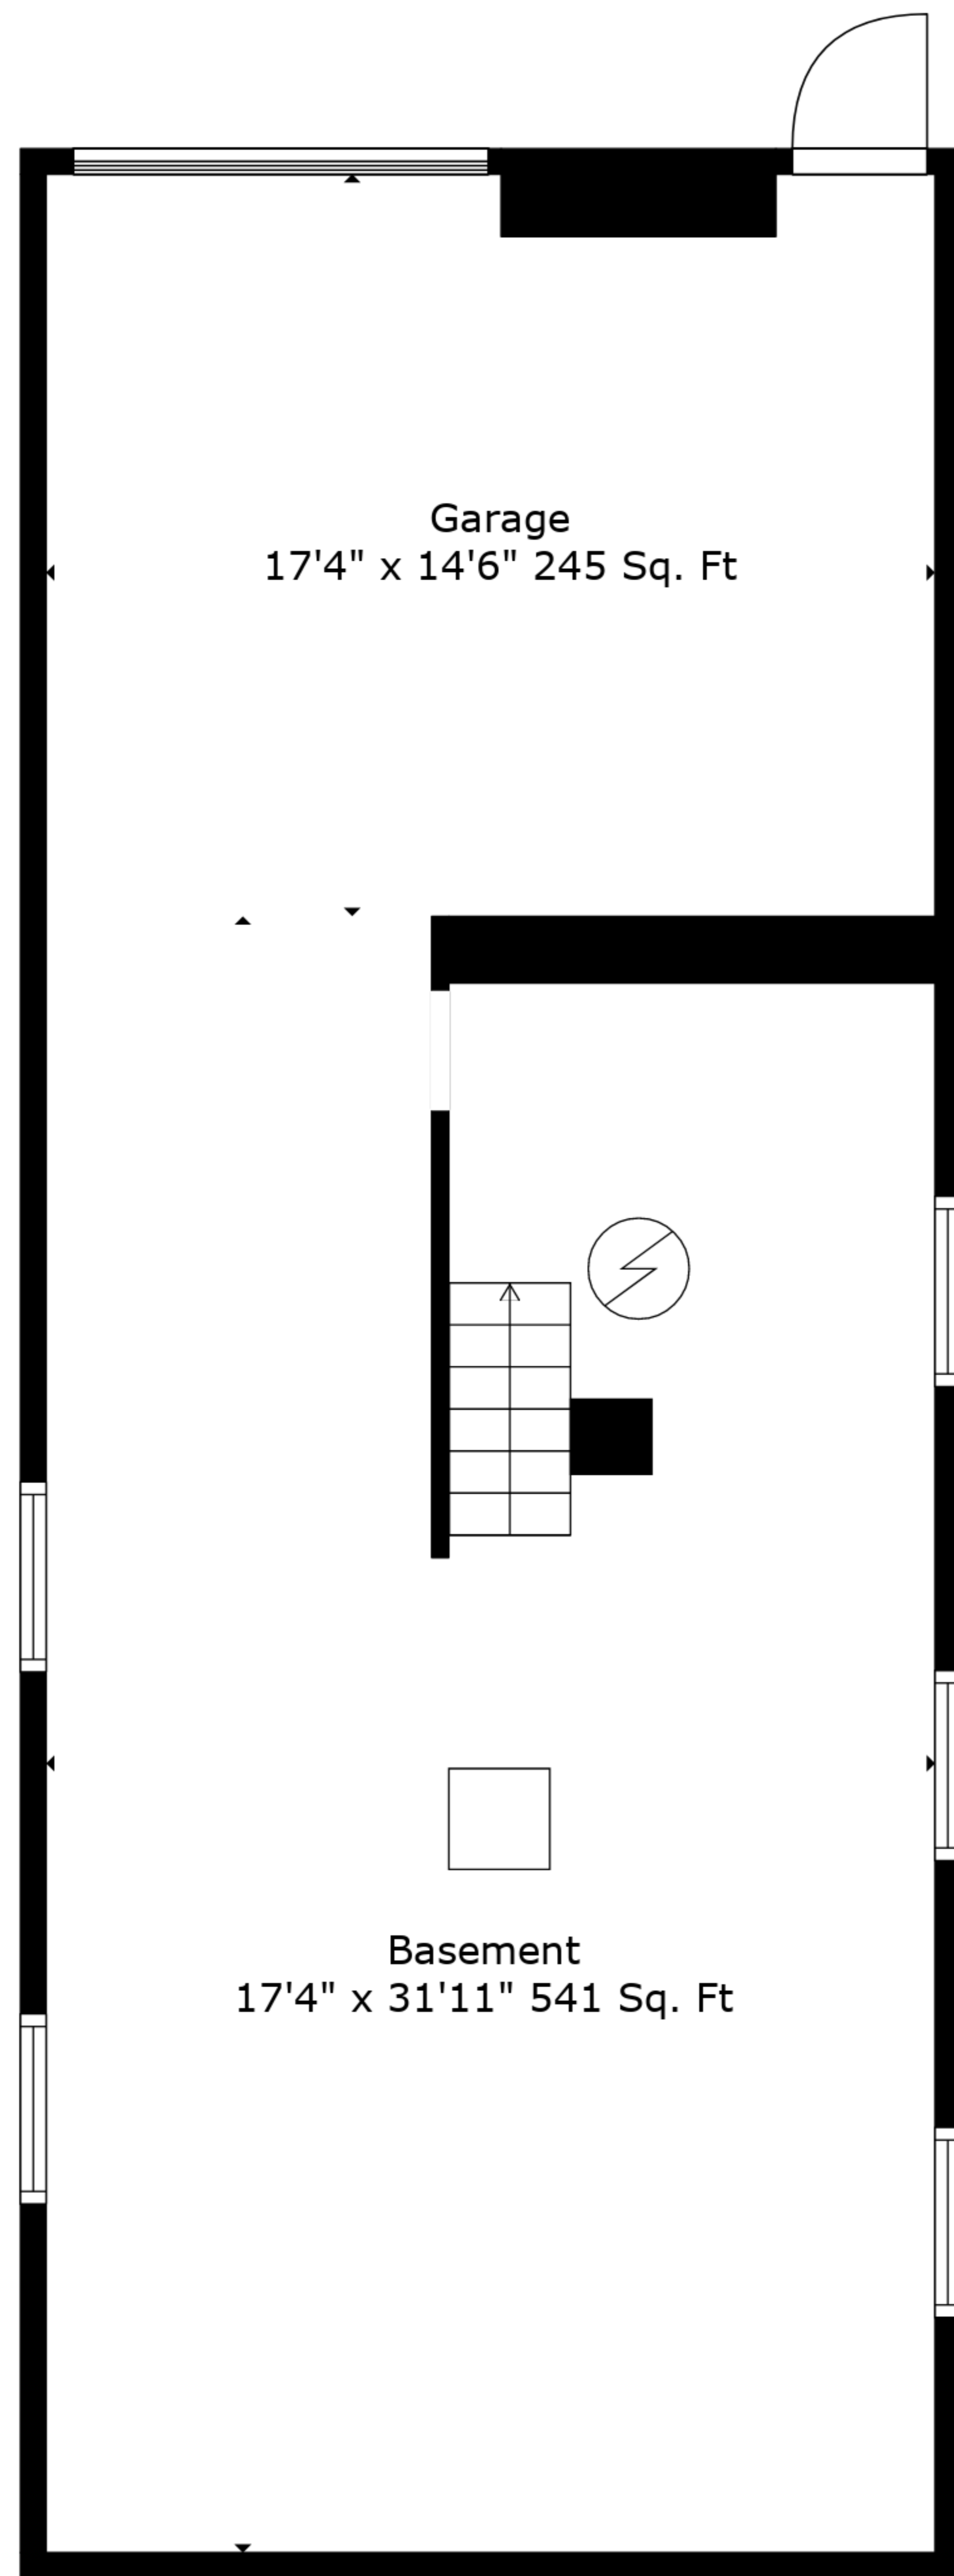 Garage
17'4" x 14'6" 245 Sq. Ft
Basement
17'4" x 31'11" 541 Sq. Ft